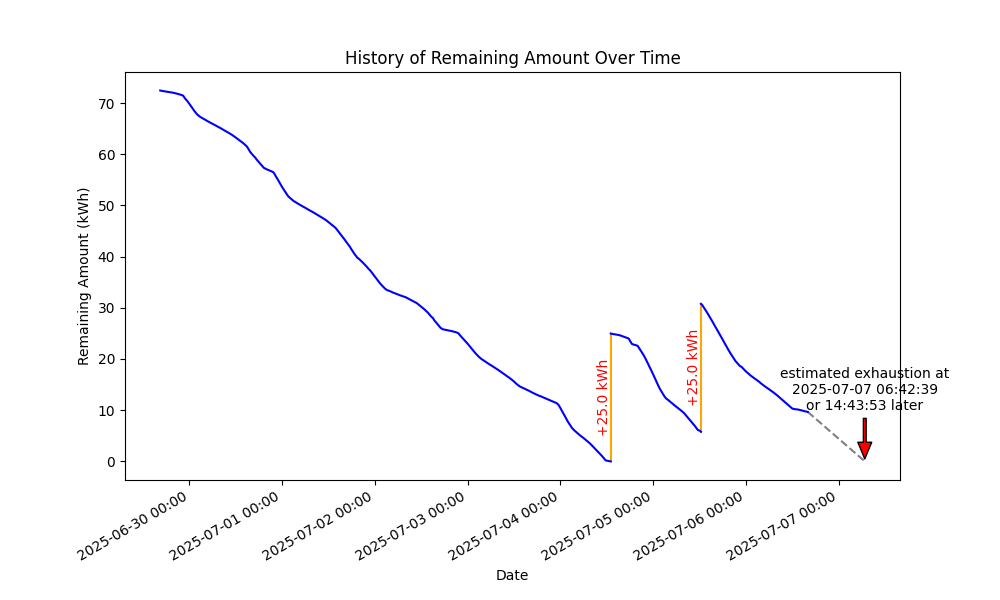 History of Remaining Amount Over Time
Remaining Amount (kWh)
70
60
50
40
30
20
10
0
+25.0 kWh
+25.0 kWh
estimated exhaustion at
2025-07-07 06:42:39
or 14:43:53 later
2025-06-30 00:00
2025-07-01 00:00
2025-07-02 00:00
2025-07-03 00:00
2025-07-04 00:00
2025-07-05 00:00
2025-07-06 00:00
2025-07-07 00:00
Date